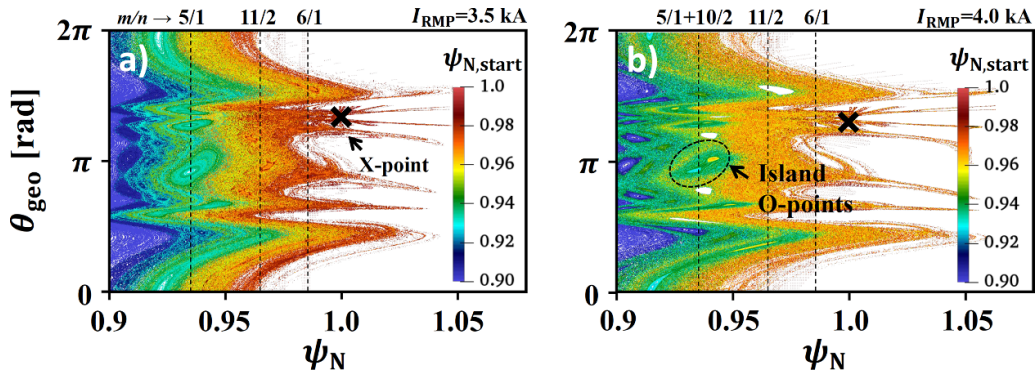 m/n → 5/1 11/2 6/1 I_RMP=3.5 kA
a)
ψ_N,start
1.0
0.98
0.96
0.94
0.92
0.90
X-point
2π
π
0
θ_geo [rad]
0.9 0.95 1.0 1.05
ψ_N
5/1+10/2 11/2 6/1 I_RMP=4.0 kA
b)
ψ_N,start
1.0
0.98
0.96
0.94
0.92
0.90
Island
O-points
2π
π
0
0.9 0.95 1.0 1.05
ψ_N